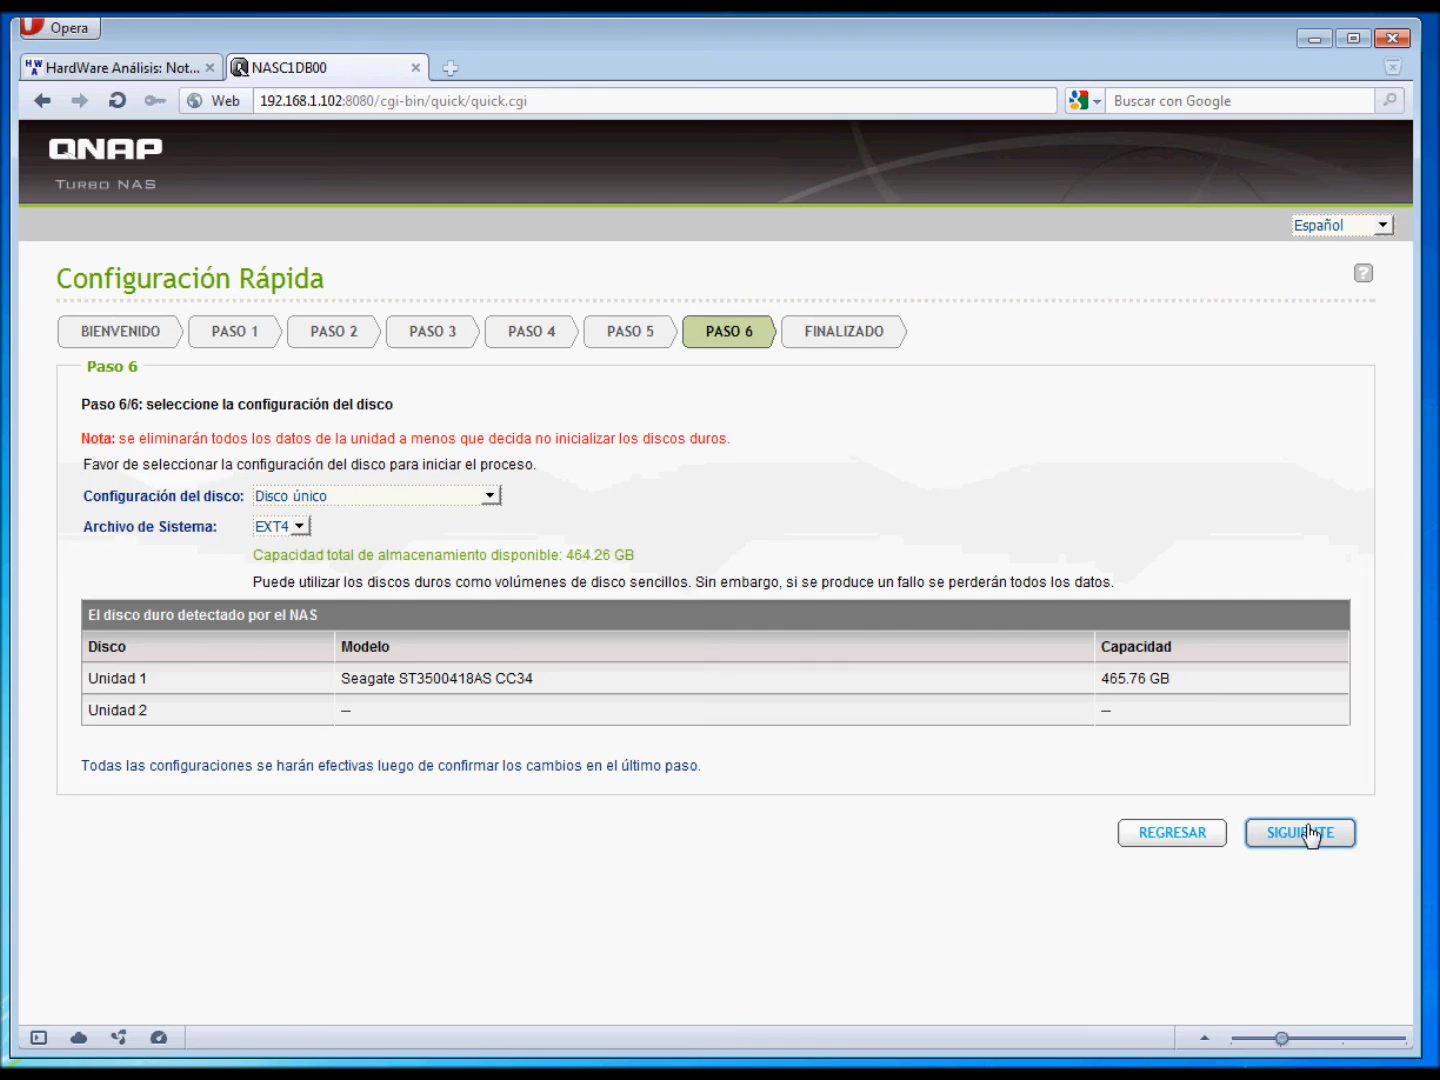 Opera
HardWare Análisis: Not...
NASC1DB00
Web
192.168.1.102:8080/cgi-bin/quick/quick.cgi
Buscar con Google
QNAP
TURBO NAS
Español
Configuración Rápida
?
BIENVENIDO
PASO 1
PASO 2
PASO 3
PASO 4
PASO 5
PASO 6
FINALIZADO
Paso 6
Paso 6/6: seleccione la configuración del disco
Nota: se eliminarán todos los datos de la unidad a menos que decida no inicializar los discos duros.
Favor de seleccionar la configuración del disco para iniciar el proceso.
Configuración del disco: Disco único
Archivo de Sistema: EXT4
Capacidad total de almacenamiento disponible: 464.26 GB
Puede utilizar los discos duros como volúmenes de disco sencillos. Sin embargo, si se produce un fallo se perderán todos los datos.
El disco duro detectado por el NAS
Disco Modelo Capacidad
Unidad 1 Seagate ST3500418AS CC34 465.76 GB
Unidad 2 -- --
Todas las configuraciones se harán efectivas luego de confirmar los cambios en el último paso.
REGRESAR
SIGUIENTE